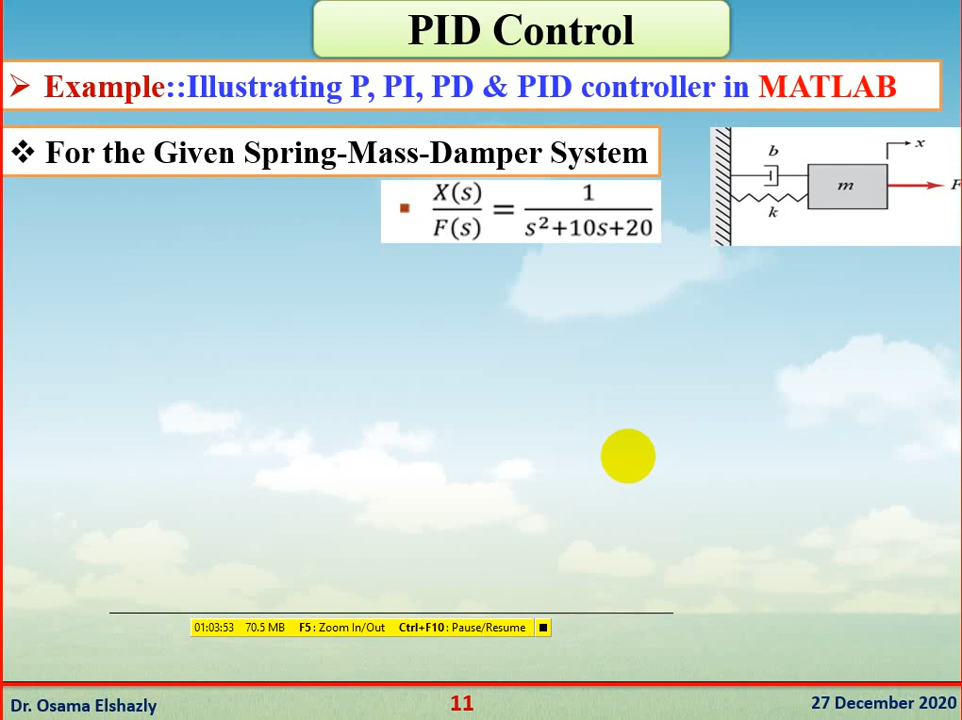 PID Control
➢ Example::Illustrating P, PI, PD & PID controller in MATLAB
❖ For the Given Spring-Mass-Damper System
▪ X(s)/F(s) = 1/(s²+10s+20)
b
x
m
F
k
01:03:53 70.5 MB F5: Zoom In/Out Ctrl+F10: Pause/Resume
Dr. Osama Elshazly 11 27 December 2020